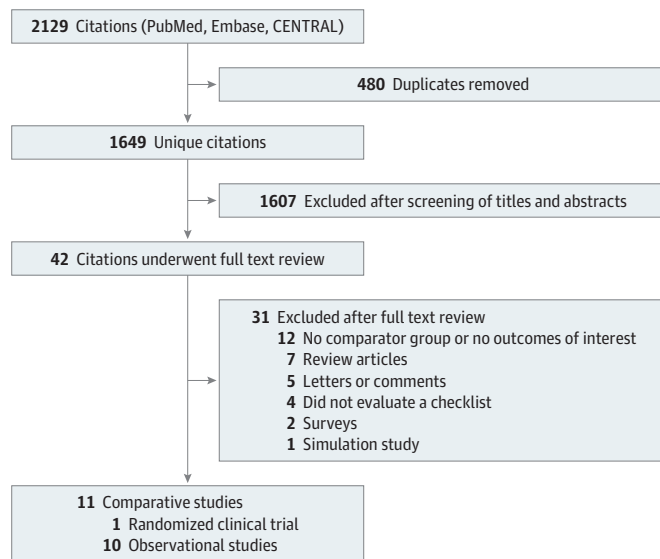 2129 Citations (PubMed, Embase, CENTRAL)
480 Duplicates removed
1649 Unique citations
1607 Excluded after screening of titles and abstracts
42 Citations underwent full text review
31 Excluded after full text review
12 No comparator group or no outcomes of interest
7 Review articles
5 Letters or comments
4 Did not evaluate a checklist
2 Surveys
1 Simulation study
11 Comparative studies
1 Randomized clinical trial
10 Observational studies